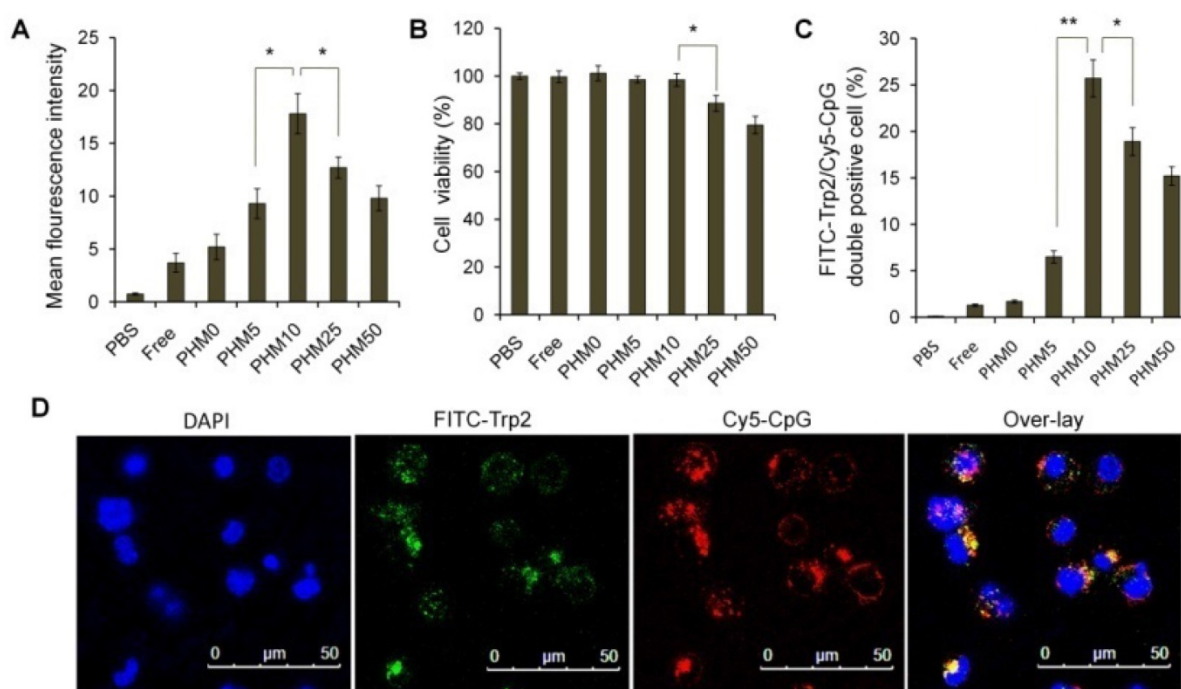 A
Mean flourescence intensity
25
20
15
10
5
0
*
*
PBS
Free
PHM0
PHM5
PHM10
PHM25
PHM50
B
Cell viability (%)
120
100
80
60
40
20
0
*
PBS
Free
PHM0
PHM5
PHM10
PHM25
PHM50
C
FITC-Trp2/Cy5-CpG
double positive cell (%)
30
25
20
15
10
5
0
**
*
PBS
Free
PHM0
PHM5
PHM10
PHM25
PHM50
D
DAPI
FITC-Trp2
Cy5-CpG
Over-lay
0 µm 50
0 µm 50
0 µm 50
0 µm 50